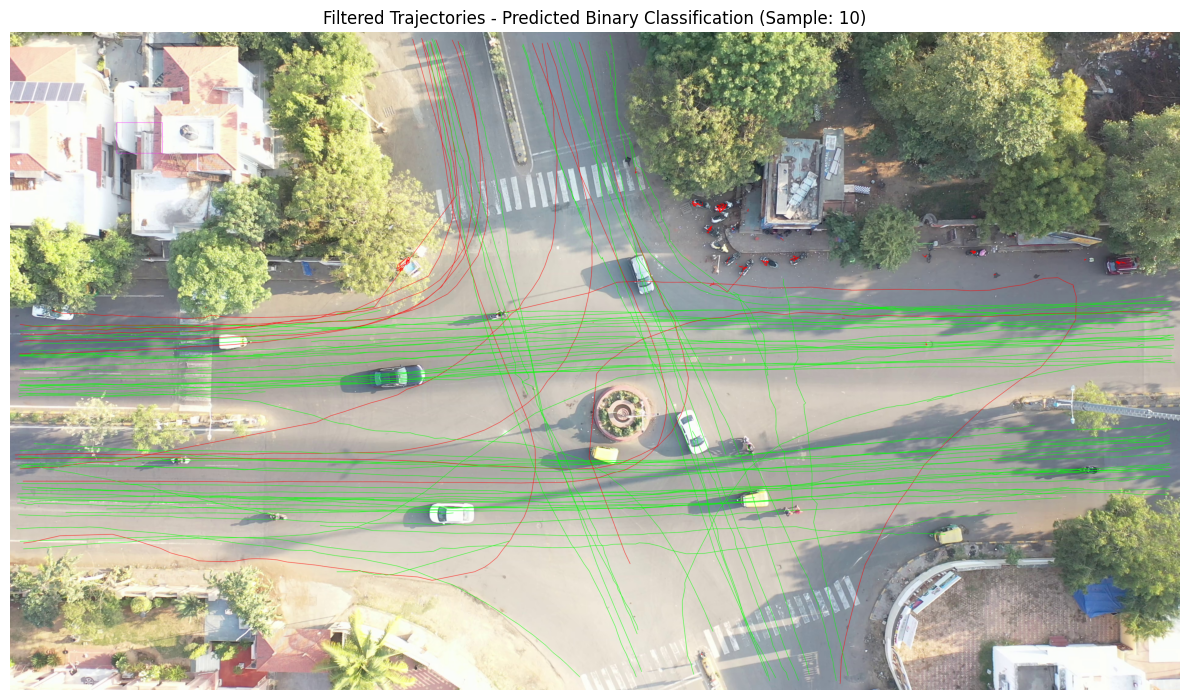 Filtered Trajectories - Predicted Binary Classification (Sample: 10)